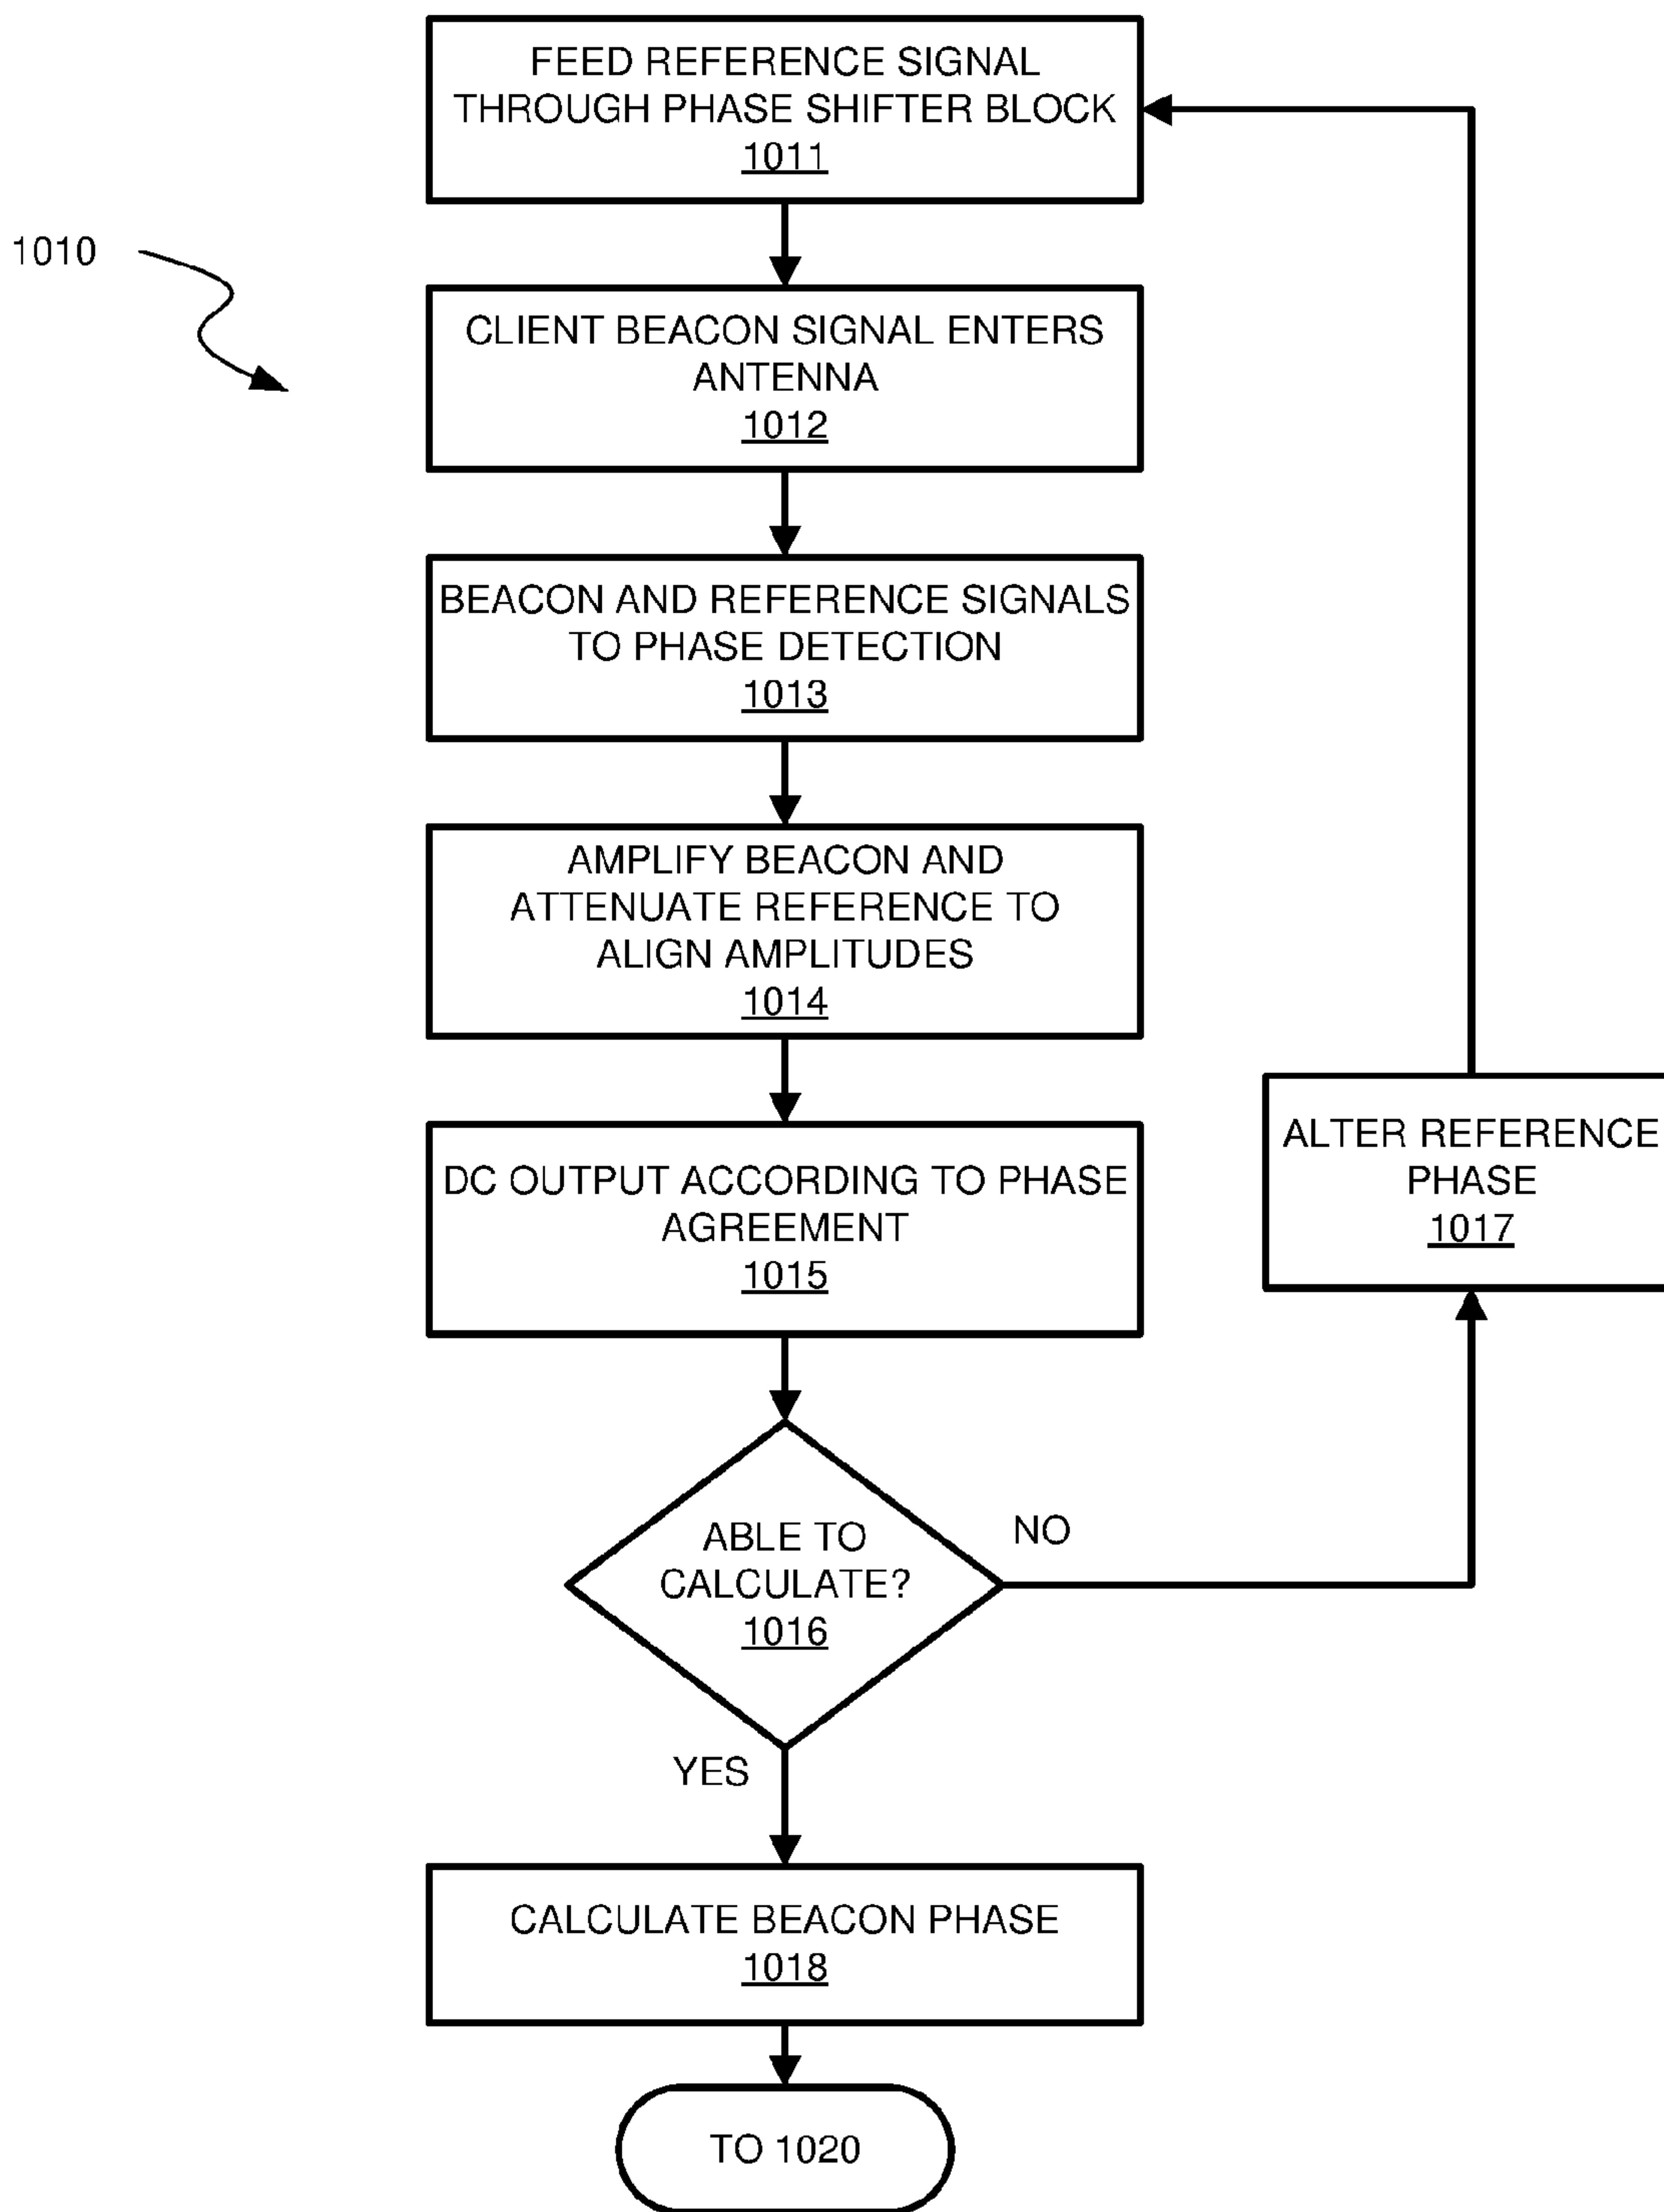 FEED REFERENCE SIGNAL
THROUGH PHASE SHIFTER BLOCK
1011
1010
CLIENT BEACON SIGNAL ENTERS
ANTENNA
1012
BEACON AND REFERENCE SIGNALS
TO PHASE DETECTION
1013
AMPLIFY BEACON AND
ATTENUATE REFERENCE TO
ALIGN AMPLITUDES
1014
DC OUTPUT ACCORDING TO PHASE
AGREEMENT
1015
ALTER REFERENCE
PHASE
1017
ABLE TO
CALCULATE?
1016
NO
YES
CALCULATE BEACON PHASE
1018
TO 1020